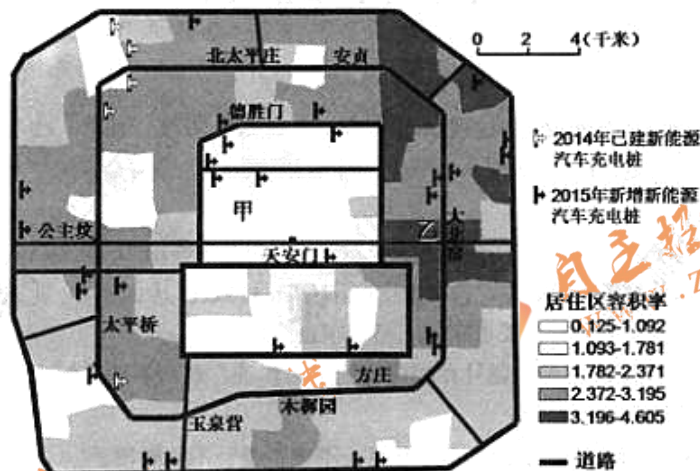 0 2 4(千米)
北太平庄
安贞
德胜门
2014年已建新能源
汽车充电桩
甲
2015年新增新能源
汽车充电桩
公主坟
天安门
自主招
居住区容积率
0.125-1.092
1.093-1.781
太平桥
1.782-2.371
方庄
2.372-3.195
木樨园
3.196-4.605
玉泉营
道路